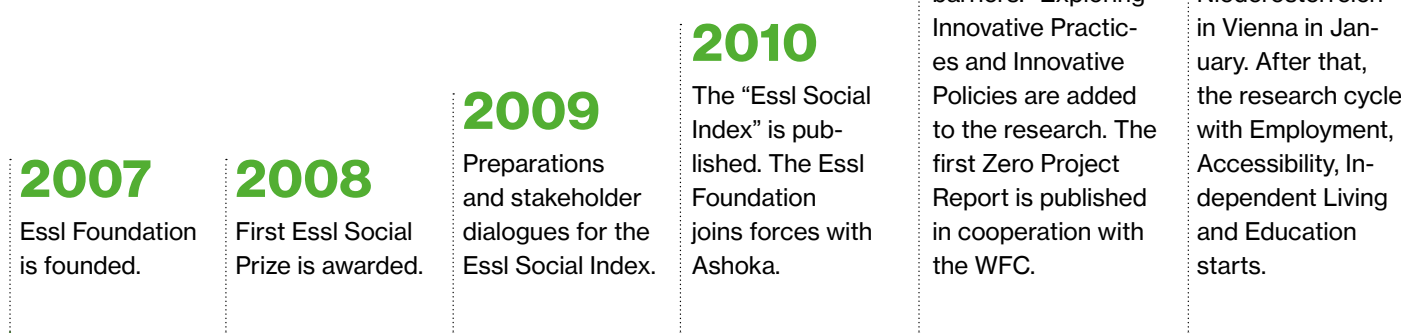 2007
Essl Foundation
is founded.
2008
First Essl Social
Prize is awarded.
2009
Preparations
and stakeholder
dialogues for the
Essl Social Index.
2010
The “Essl Social
Index” is pub-
lished. The Essl
Foundation
joins forces with
Ashoka.
barriers.” Exploring
Innovative Practic-
es and Innovative
Policies are added
to the research. The
first Zero Project
Report is published
in cooperation with
the WFC.
Niederösterreich
in Vienna in Jan-
uary. After that,
the research cycle
with Employment,
Accessibility, In-
dependent Living
and Education
starts.